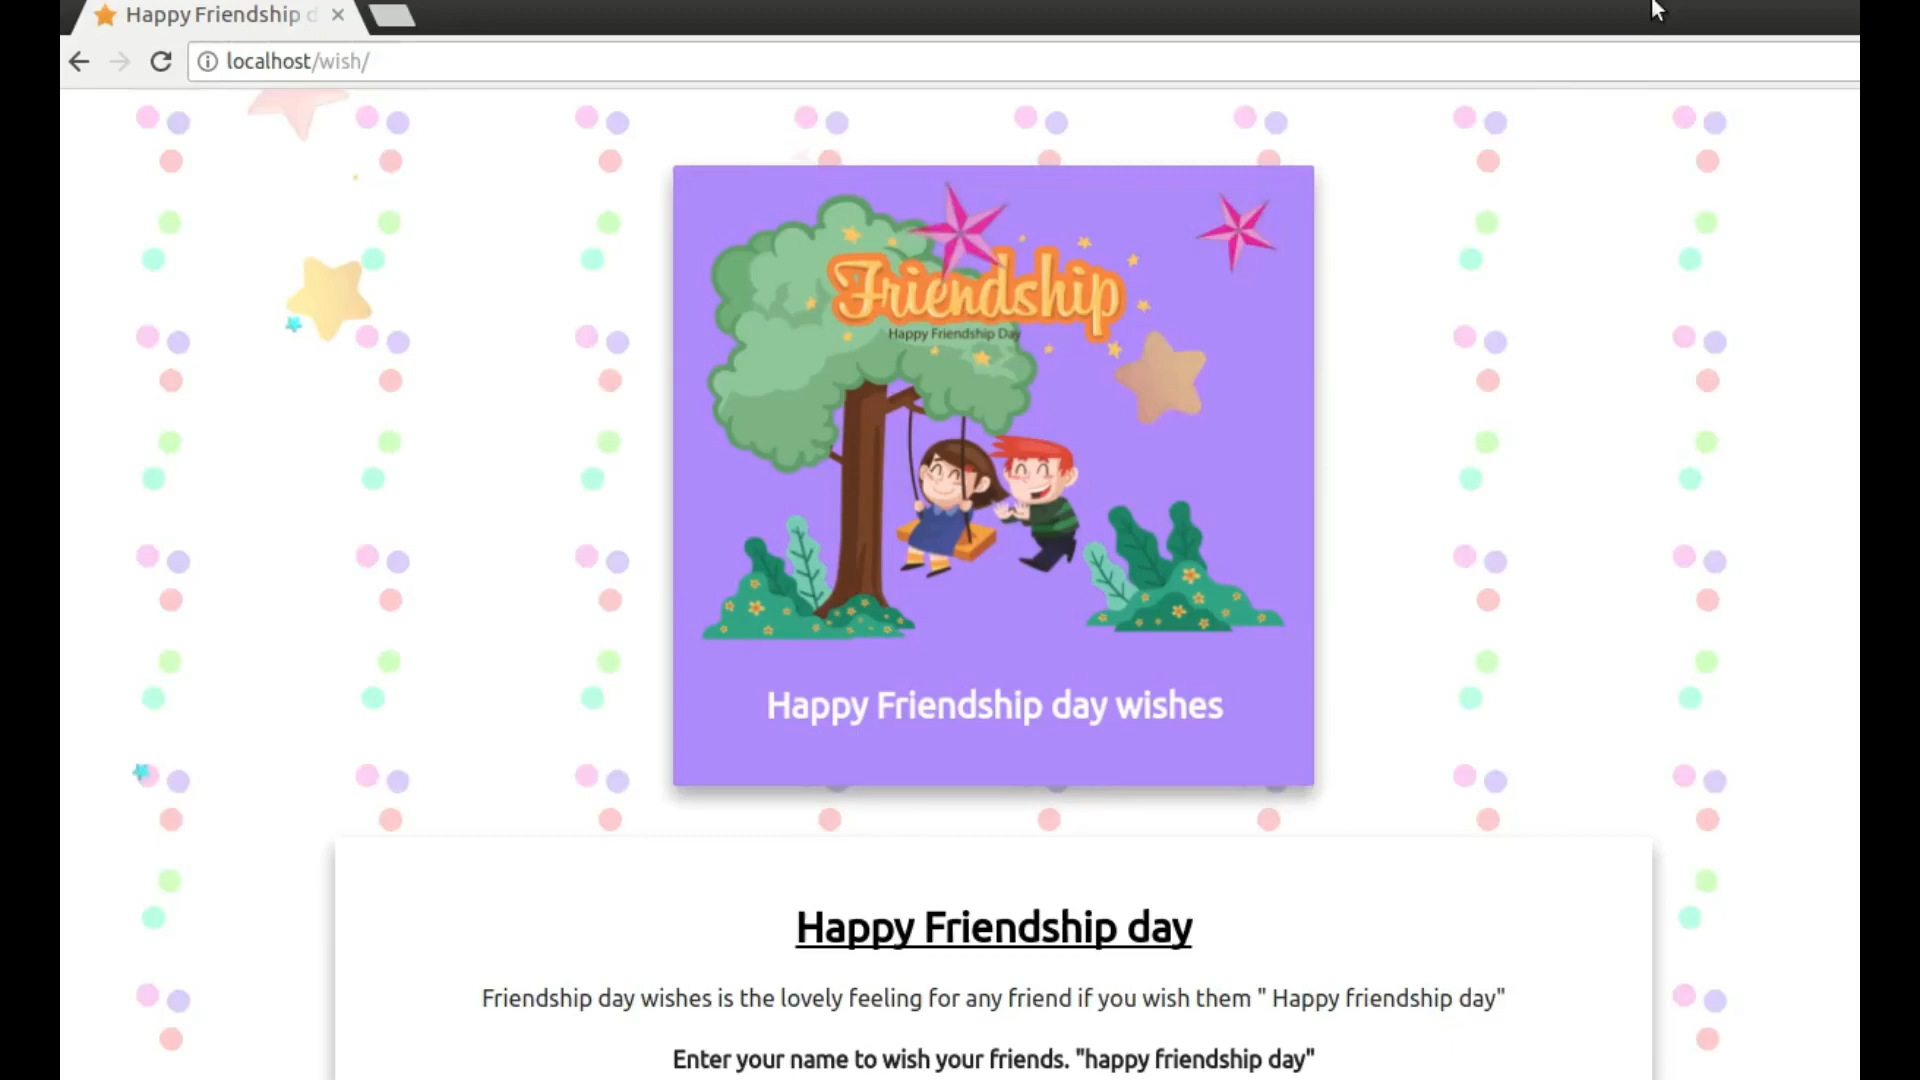 Happy Friendship d
localhost/wish/
Friendship
Happy Friendship Day
Happy Friendship day wishes
Happy Friendship day
Friendship day wishes is the lovely feeling for any friend if you wish them " Happy friendship day"
Enter your name to wish your friends. "happy friendship day"